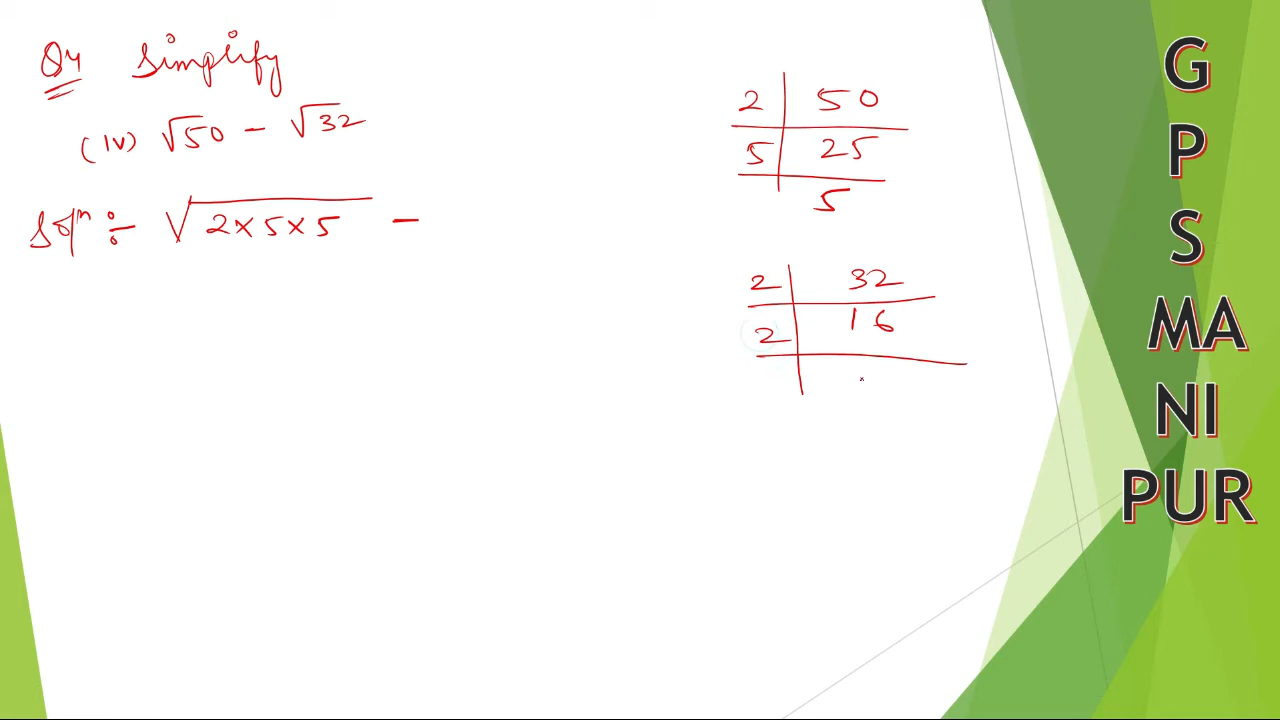 Q4 Simplify
(iv) √50 - √32
Solⁿ ÷ √2×5×5 -
2 | 50
5 | 25
5
2 | 32
2 | 16
G
P
S
MA
NI
PUR